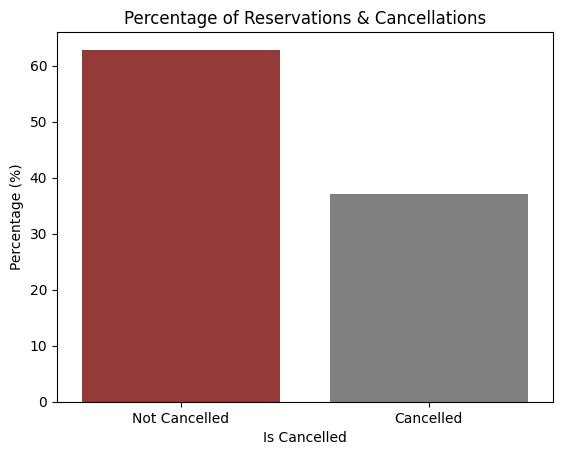 Percentage of Reservations & Cancellations
Percentage (%)
60
50
40
30
20
10
0
Not Cancelled
Cancelled
Is Cancelled